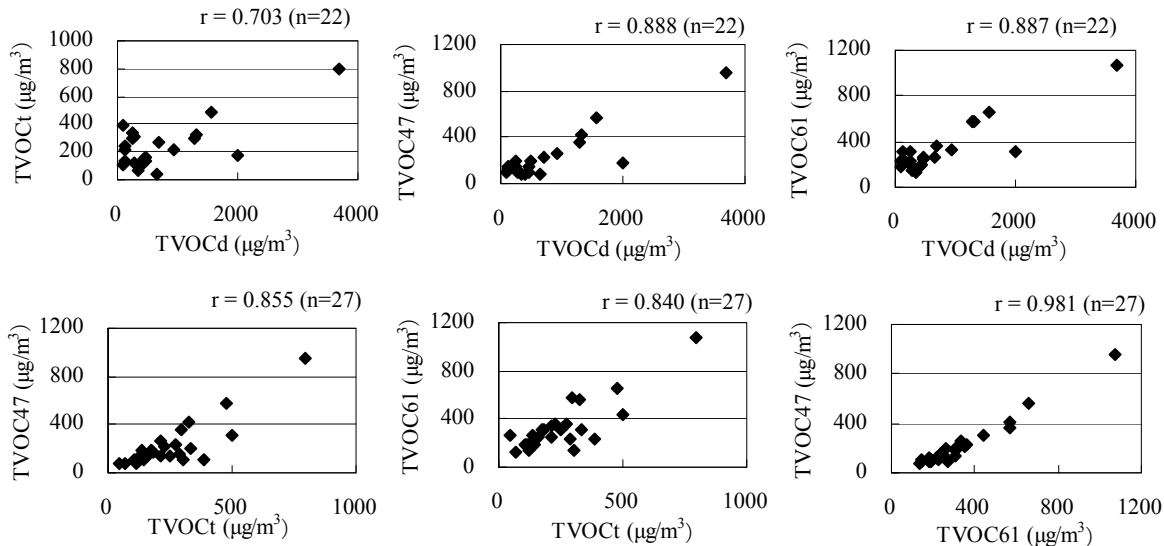 r = 0.703 (n=22)
TVOCt (μg/m³)
1000
800
600
400
200
0
0 2000 4000
TVOCd (μg/m³)
r = 0.888 (n=22)
TVOC47 (μg/m³)
1200
800
400
0
0 1000 2000 3000 4000
TVOCd (μg/m³)
r = 0.887 (n=22)
TVOC61 (μg/m³)
1200
800
400
0
0 1000 2000 3000 4000
TVOCd (μg/m³)
r = 0.855 (n=27)
TVOC47 (μg/m³)
1200
800
400
0
0 500 1000
TVOCt (μg/m³)
r = 0.840 (n=27)
TVOC61 (μg/m³)
1200
800
400
0
0 500 1000
TVOCt (μg/m³)
r = 0.981 (n=27)
TVOC47 (μg/m³)
1200
800
400
0
0 200 400 600 800 1200
TVOC61 (μg/m³)